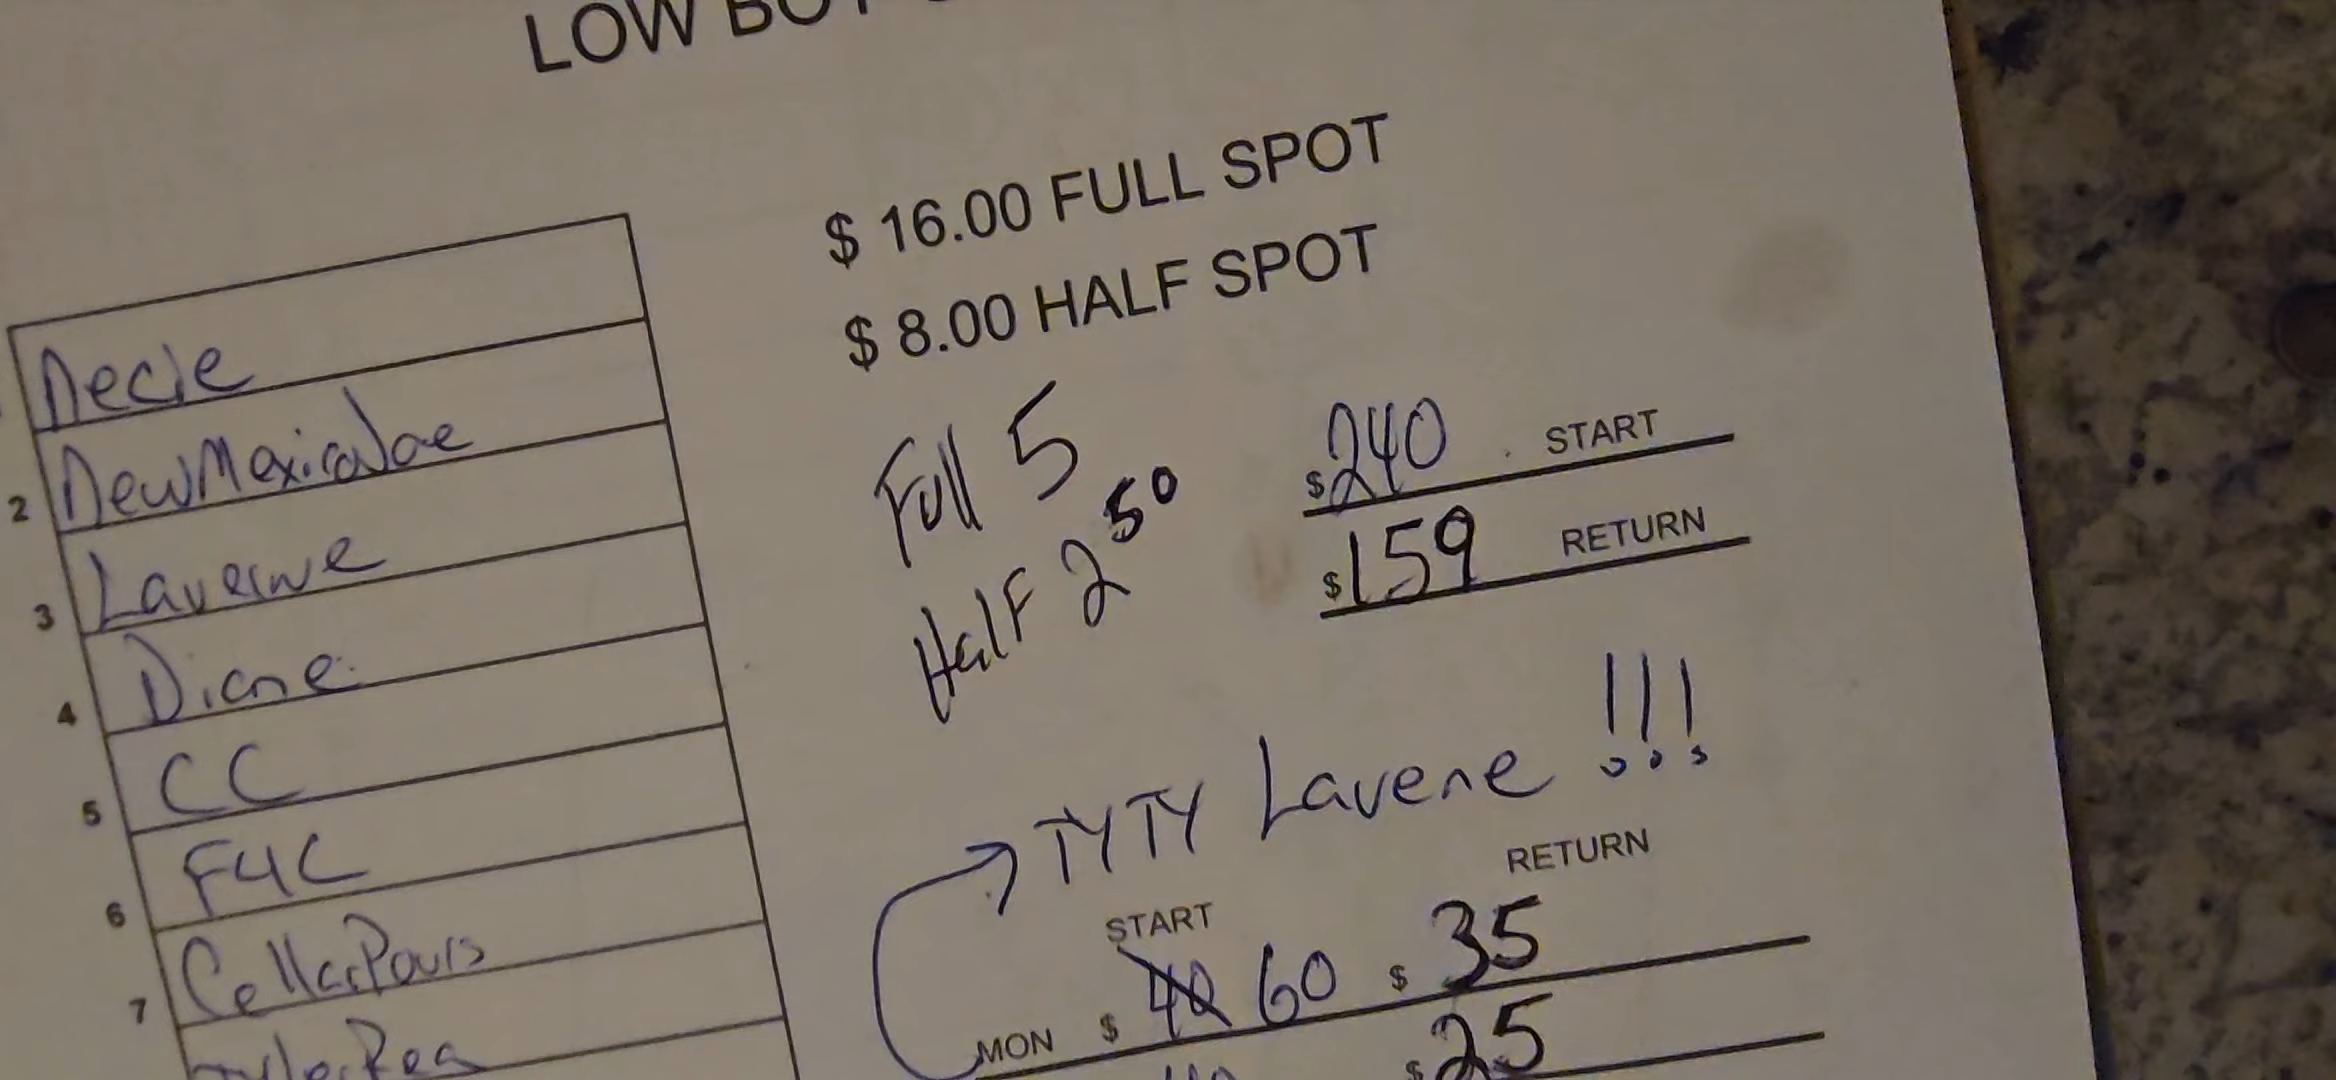 LOW
$ 16.00 FULL SPOT
$ 8.00 HALF SPOT
Full 5
Half 2 50
$240 START
$159 RETURN
Necie
2 NewMexicoJoe
3 Laverne
4 Diane
5 CC
6 F4C
7 CellarPours
TYTY Lavene !!!
START RETURN
MON $ 40 60 $ 35
$ 25